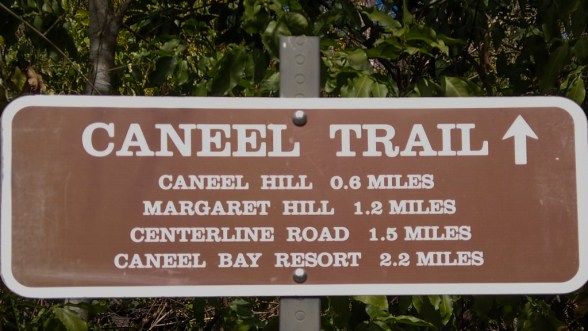 CANEEL TRAIL ↑
CANEEL HILL 0.6 MILES
MARGARET HILL 1.2 MILES
CENTERLINE ROAD 1.5 MILES
CANEEL BAY RESORT 2.2 MILES